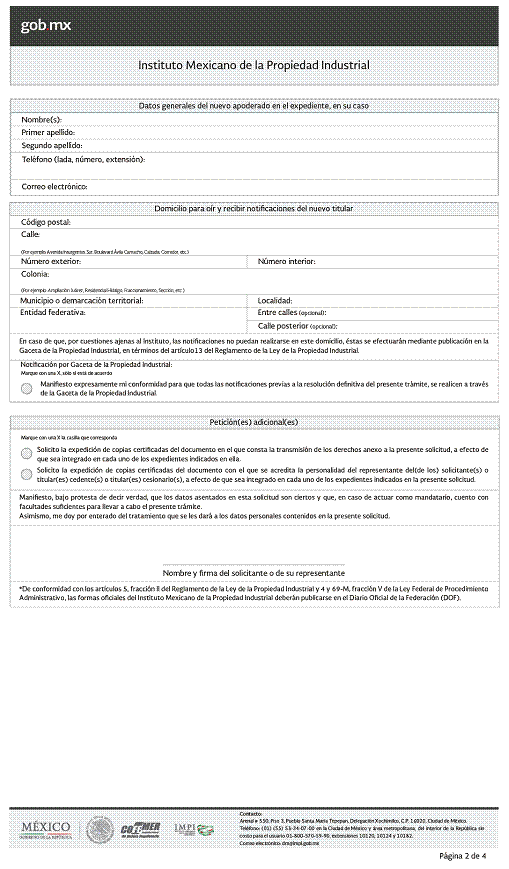 gob mx
Instituto Mexicano de la Propiedad Industrial
Datos generales del nuevo apoderado en el expediente, en su caso
Nombre(s):
Primer apellido:
Segundo apellido:
Teléfono (lada, número, extensión):
Correo electrónico:
Domicilio para oír y recibir notificaciones del nuevo titular
Código postal:
Calle:
(Por ejemplo: Avenida Insurgentes Sur, Boulevard Ávila Camacho, Calzada, Corredor, etc.)
Número exterior:
Número interior:
Colonia:
(Por ejemplo: Ampliación Juárez, Residencial Hidalgo, Fraccionamiento, Sección, etc.)
Municipio o demarcación territorial:
Localidad:
Entidad federativa:
Entre calles (opcional):
Calle posterior (opcional):
En caso de que, por cuestiones ajenas al Instituto, las notificaciones no puedan realizarse en este domicilio, éstas se efectuarán mediante publicación en la
Gaceta de la Propiedad Industrial, en términos del artículo13 del Reglamento de la Ley de la Propiedad Industrial.
Notificación por Gaceta de la Propiedad Industrial:
Marque con una X, sólo si está de acuerdo
Manifiesto expresamente mi conformidad para que todas las notificaciones previas a la resolución definitiva del presente trámite, se realicen a través
de la Gaceta de la Propiedad Industrial.
Petición(es) adicional(es)
Marque con una X la casilla que corresponda
Solicito la expedición de copias certificadas del documento en el que consta la transmisión de los derechos anexo a la presente solicitud, a efecto de
que sea integrado en cada uno de los expedientes indicados en ella.
Solicito la expedición de copias certificadas del documento con el que se acredita la personalidad del representante del(de los) solicitante(s) o
titular(es) cedente(s) o titular(es) cesionario(s), a efecto de que sea integrado en cada uno de los expedientes indicados en la presente solicitud.
Manifiesto, bajo protesta de decir verdad, que los datos asentados en esta solicitud son ciertos y que, en caso de actuar como mandatario, cuento con
facultades suficientes para llevar a cabo el presente trámite.
Asimismo, me doy por enterado del tratamiento que se les dará a los datos personales contenidos en la presente solicitud.
Nombre y firma del solicitante o de su representante
*De conformidad con los artículos 5, fracción II del Reglamento de la Ley de la Propiedad Industrial y 4 y 69-M, fracción V de la Ley Federal de Procedimiento
Administrativo, las formas oficiales del Instituto Mexicano de la Propiedad Industrial deberán publicarse en el Diario Oficial de la Federación (DOF).
MÉXICO
GOBIERNO DE LA REPÚBLICA
COFEMER
IMPI
Contacto:
Arenal # 550, Piso 3, Pueblo Santa María Tepepan, Delegación Xochimilco, C.P. 16020, Ciudad de México.
Teléfono: (01) (55) 53-34-07-00 en la Ciudad de México y área metropolitana, del interior de la República sin
costo para el usuario 01-800-570-59-90, extensiones 10120, 10124 y 10182.
Correo electrónico: dm@impi.gob.mx
Página 2 de 4